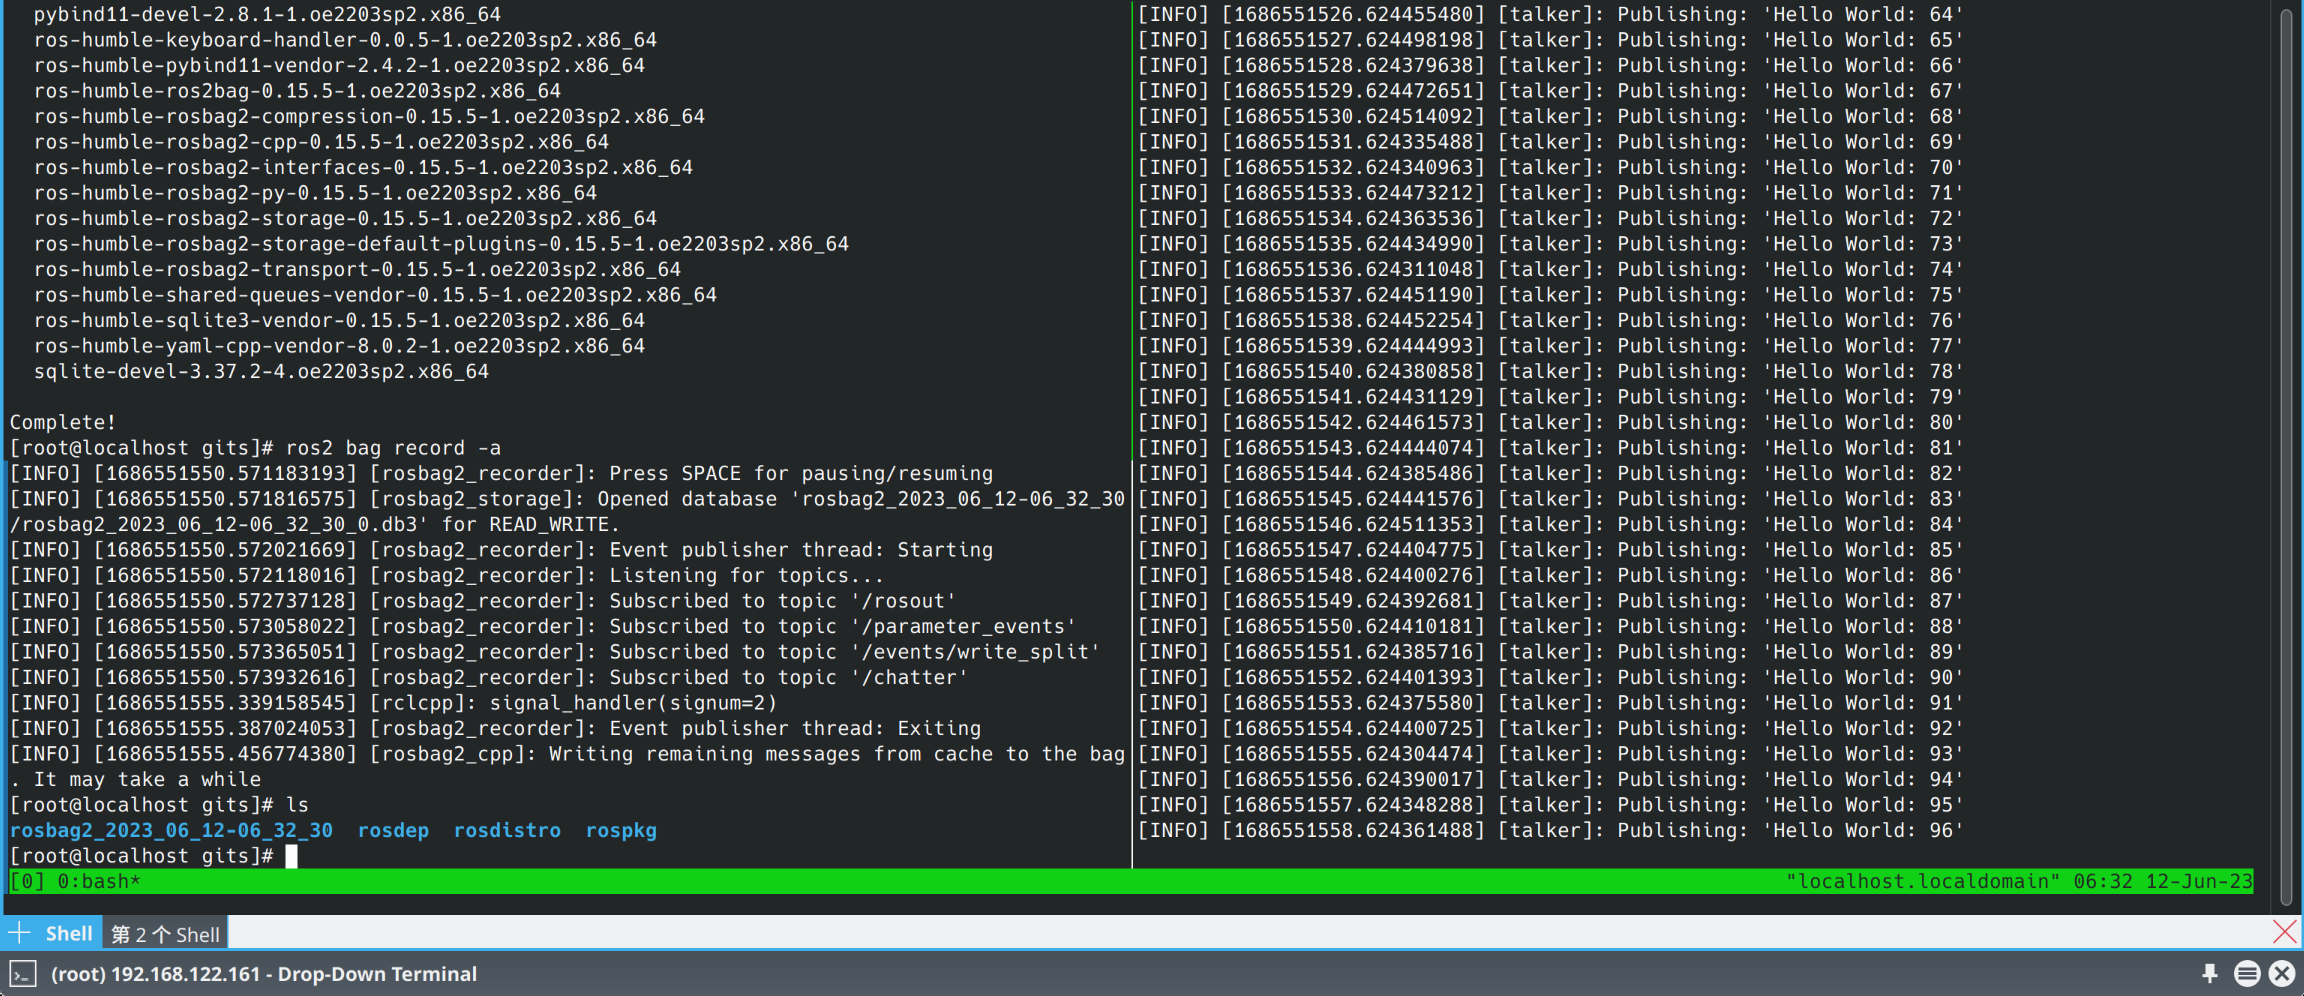 pybind11-devel-2.8.1-1.oe2203sp2.x86_64
ros-humble-keyboard-handler-0.0.5-1.oe2203sp2.x86_64
ros-humble-pybind11-vendor-2.4.2-1.oe2203sp2.x86_64
ros-humble-ros2bag-0.15.5-1.oe2203sp2.x86_64
ros-humble-rosbag2-compression-0.15.5-1.oe2203sp2.x86_64
ros-humble-rosbag2-cpp-0.15.5-1.oe2203sp2.x86_64
ros-humble-rosbag2-interfaces-0.15.5-1.oe2203sp2.x86_64
ros-humble-rosbag2-py-0.15.5-1.oe2203sp2.x86_64
ros-humble-rosbag2-storage-0.15.5-1.oe2203sp2.x86_64
ros-humble-rosbag2-storage-default-plugins-0.15.5-1.oe2203sp2.x86_64
ros-humble-rosbag2-transport-0.15.5-1.oe2203sp2.x86_64
ros-humble-shared-queues-vendor-0.15.5-1.oe2203sp2.x86_64
ros-humble-sqlite3-vendor-0.15.5-1.oe2203sp2.x86_64
ros-humble-yaml-cpp-vendor-8.0.2-1.oe2203sp2.x86_64
sqlite-devel-3.37.2-4.oe2203sp2.x86_64
Complete!
[root@localhost gits]# ros2 bag record -a
[INFO] [1686551550.571183193] [rosbag2_recorder]: Press SPACE for pausing/resuming
[INFO] [1686551550.571816575] [rosbag2_storage]: Opened database 'rosbag2_2023_06_12-06_32_30
/rosbag2_2023_06_12-06_32_30_0.db3' for READ_WRITE.
[INFO] [1686551550.572021669] [rosbag2_recorder]: Event publisher thread: Starting
[INFO] [1686551550.572118016] [rosbag2_recorder]: Listening for topics...
[INFO] [1686551550.572737128] [rosbag2_recorder]: Subscribed to topic '/rosout'
[INFO] [1686551550.573058022] [rosbag2_recorder]: Subscribed to topic '/parameter_events'
[INFO] [1686551550.573365051] [rosbag2_recorder]: Subscribed to topic '/events/write_split'
[INFO] [1686551550.573932616] [rosbag2_recorder]: Subscribed to topic '/chatter'
[INFO] [1686551555.339158545] [rclcpp]: signal_handler(signum=2)
[INFO] [1686551555.387024053] [rosbag2_recorder]: Event publisher thread: Exiting
[INFO] [1686551555.456774380] [rosbag2_cpp]: Writing remaining messages from cache to the bag
. It may take a while
[root@localhost gits]# ls
rosbag2_2023_06_12-06_32_30 rosdep rosdistro rospkg
[root@localhost gits]#
[INFO] [1686551526.624455480] [talker]: Publishing: 'Hello World: 64'
[INFO] [1686551527.624498198] [talker]: Publishing: 'Hello World: 65'
[INFO] [1686551528.624379638] [talker]: Publishing: 'Hello World: 66'
[INFO] [1686551529.624472651] [talker]: Publishing: 'Hello World: 67'
[INFO] [1686551530.624514092] [talker]: Publishing: 'Hello World: 68'
[INFO] [1686551531.624335488] [talker]: Publishing: 'Hello World: 69'
[INFO] [1686551532.624340963] [talker]: Publishing: 'Hello World: 70'
[INFO] [1686551533.624473212] [talker]: Publishing: 'Hello World: 71'
[INFO] [1686551534.624363536] [talker]: Publishing: 'Hello World: 72'
[INFO] [1686551535.624434990] [talker]: Publishing: 'Hello World: 73'
[INFO] [1686551536.624311048] [talker]: Publishing: 'Hello World: 74'
[INFO] [1686551537.624451190] [talker]: Publishing: 'Hello World: 75'
[INFO] [1686551538.624452254] [talker]: Publishing: 'Hello World: 76'
[INFO] [1686551539.624444993] [talker]: Publishing: 'Hello World: 77'
[INFO] [1686551540.624380858] [talker]: Publishing: 'Hello World: 78'
[INFO] [1686551541.624431129] [talker]: Publishing: 'Hello World: 79'
[INFO] [1686551542.624461573] [talker]: Publishing: 'Hello World: 80'
[INFO] [1686551543.624444074] [talker]: Publishing: 'Hello World: 81'
[INFO] [1686551544.624385486] [talker]: Publishing: 'Hello World: 82'
[INFO] [1686551545.624441576] [talker]: Publishing: 'Hello World: 83'
[INFO] [1686551546.624511353] [talker]: Publishing: 'Hello World: 84'
[INFO] [1686551547.624404775] [talker]: Publishing: 'Hello World: 85'
[INFO] [1686551548.624400276] [talker]: Publishing: 'Hello World: 86'
[INFO] [1686551549.624392681] [talker]: Publishing: 'Hello World: 87'
[INFO] [1686551550.624410181] [talker]: Publishing: 'Hello World: 88'
[INFO] [1686551551.624385716] [talker]: Publishing: 'Hello World: 89'
[INFO] [1686551552.624401393] [talker]: Publishing: 'Hello World: 90'
[INFO] [1686551553.624375580] [talker]: Publishing: 'Hello World: 91'
[INFO] [1686551554.624400725] [talker]: Publishing: 'Hello World: 92'
[INFO] [1686551555.624304474] [talker]: Publishing: 'Hello World: 93'
[INFO] [1686551556.624390017] [talker]: Publishing: 'Hello World: 94'
[INFO] [1686551557.624348288] [talker]: Publishing: 'Hello World: 95'
[INFO] [1686551558.624361488] [talker]: Publishing: 'Hello World: 96'
[0] 0:bash* "localhost.localdomain" 06:32 12-Jun-23
Shell 第 2 个 Shell
(root) 192.168.122.161 - Drop-Down Terminal